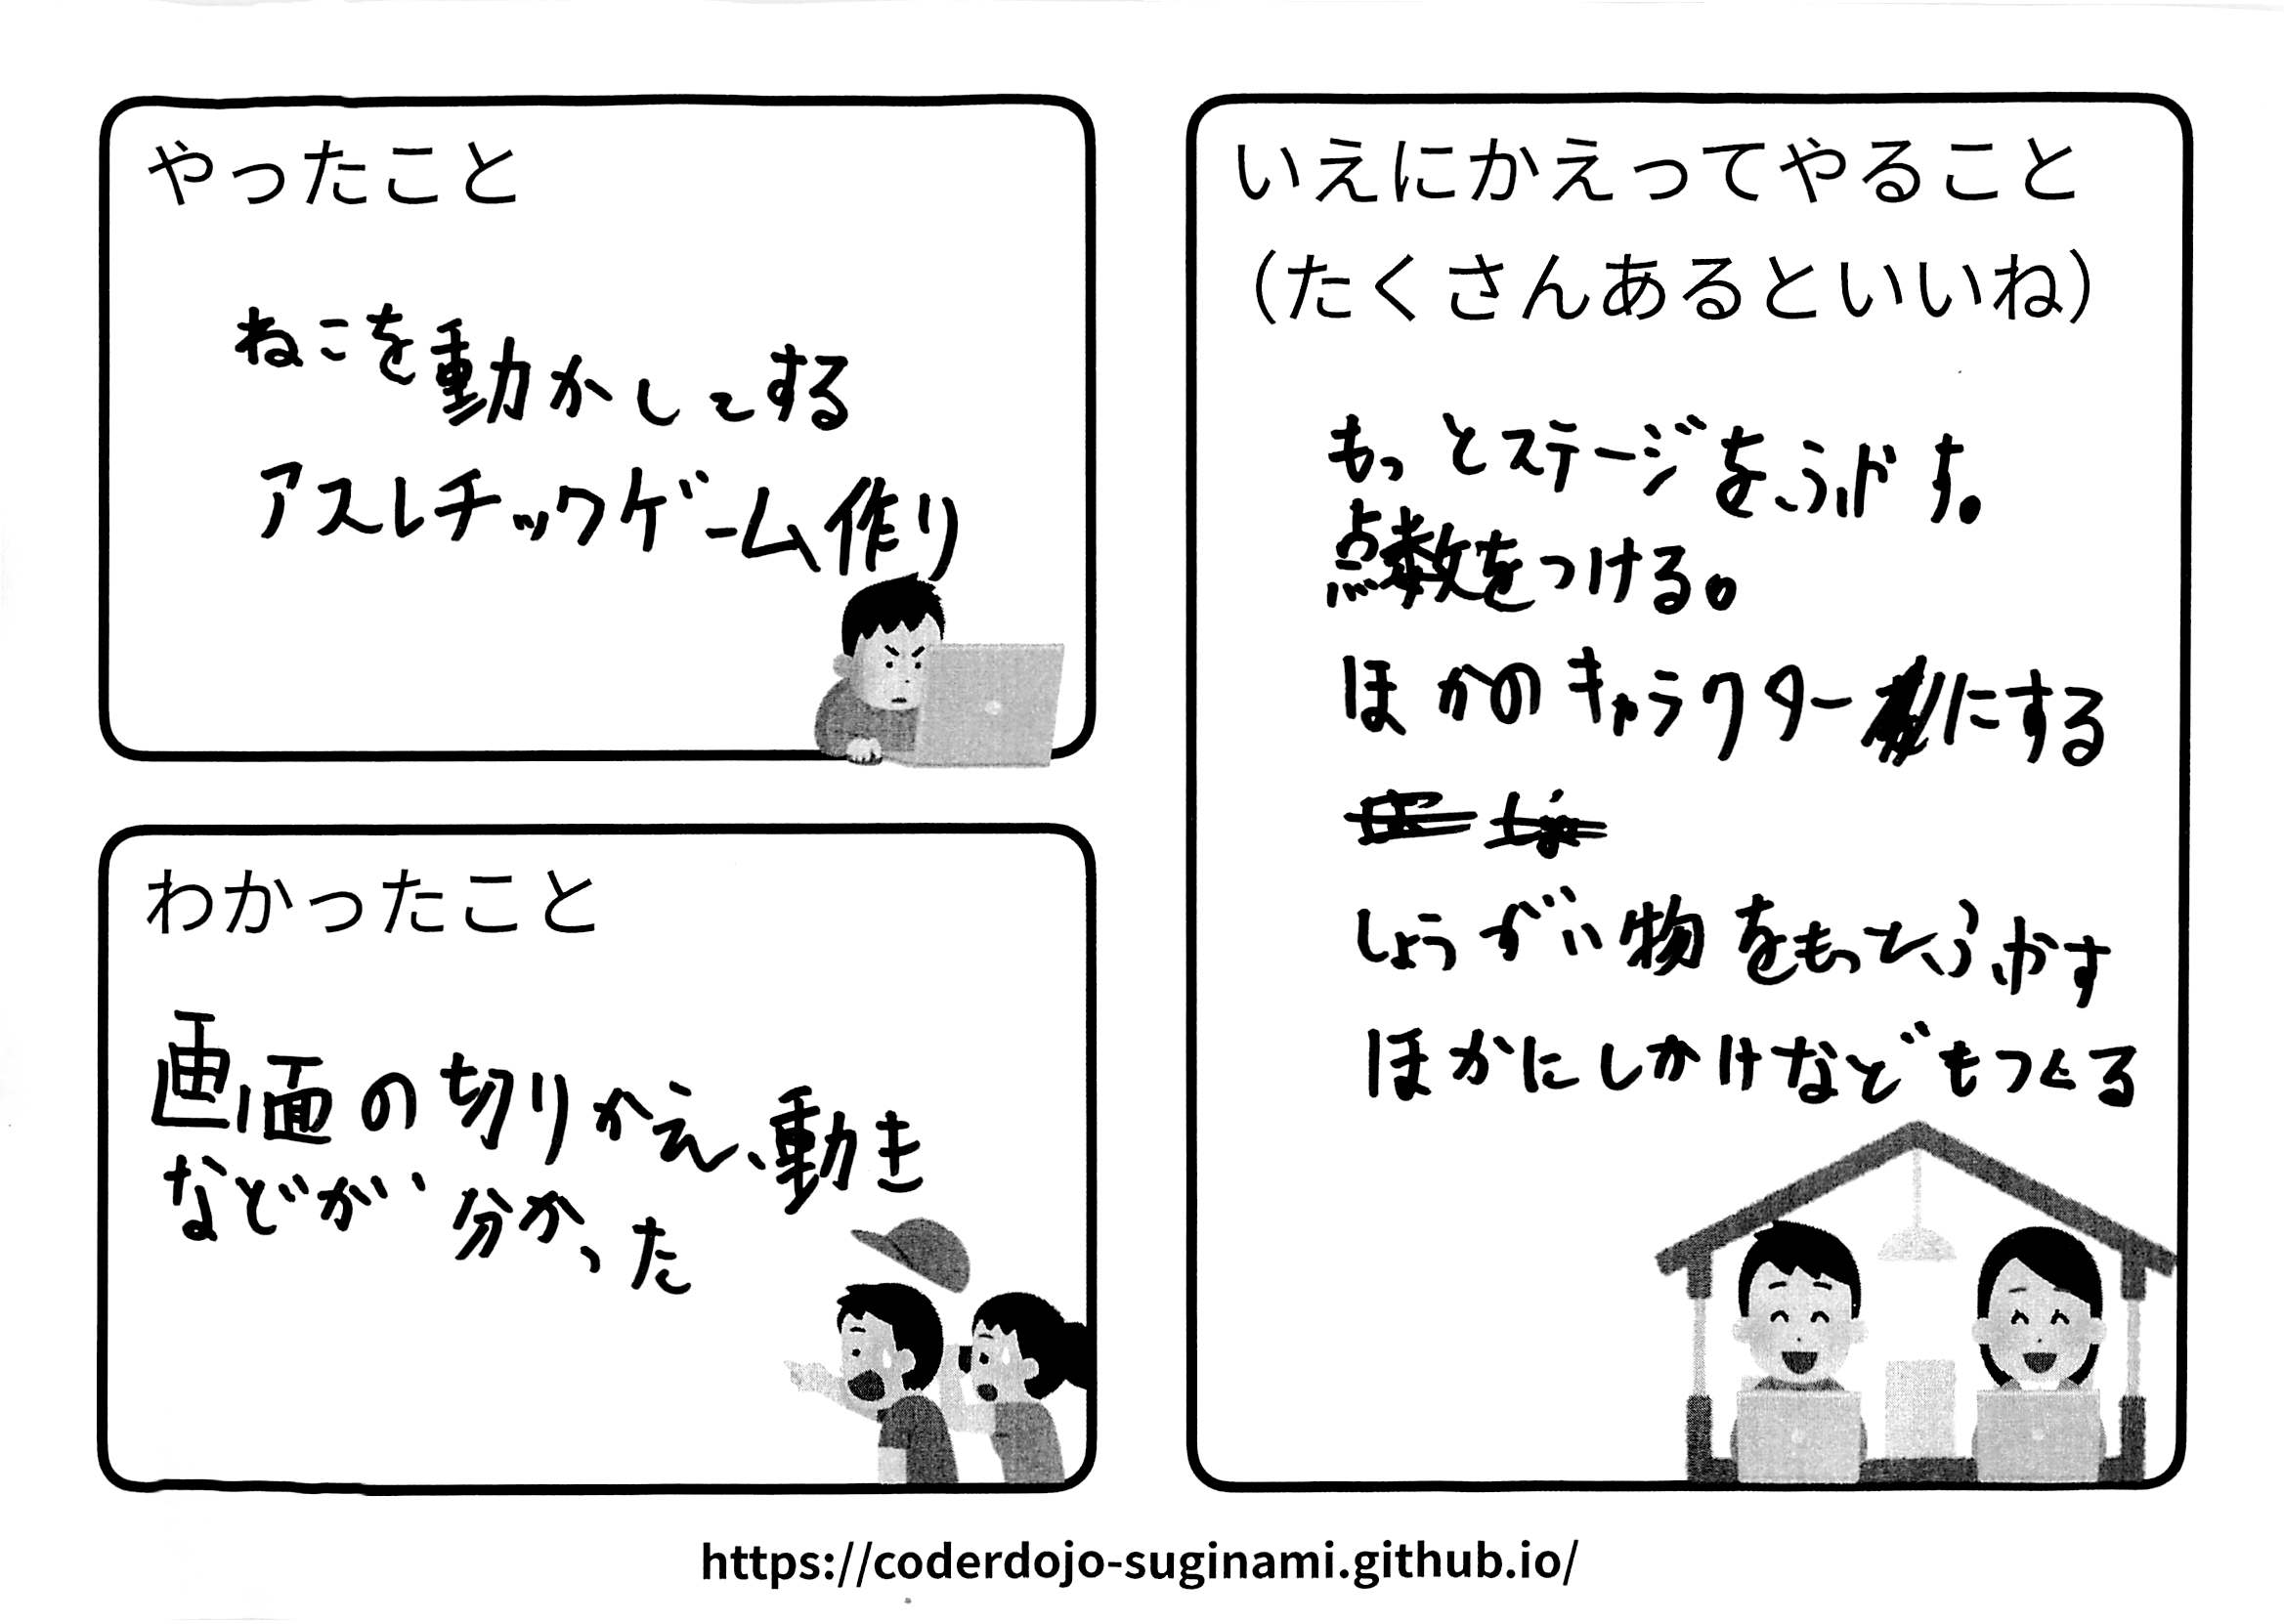 やったこと
ねこを動かしてする
アスレチックゲーム作り
わかったこと
画面の切りかえ、動き
などが分かった
いえにかえってやること
(たくさんあるといいね)
もっとステージをふやす。
点数をつける。
ほかのキャラクターにする
しょうがい物をもっとふやす
ほかにしかけなどもつくる
https://coderdojo-suginami.github.io/